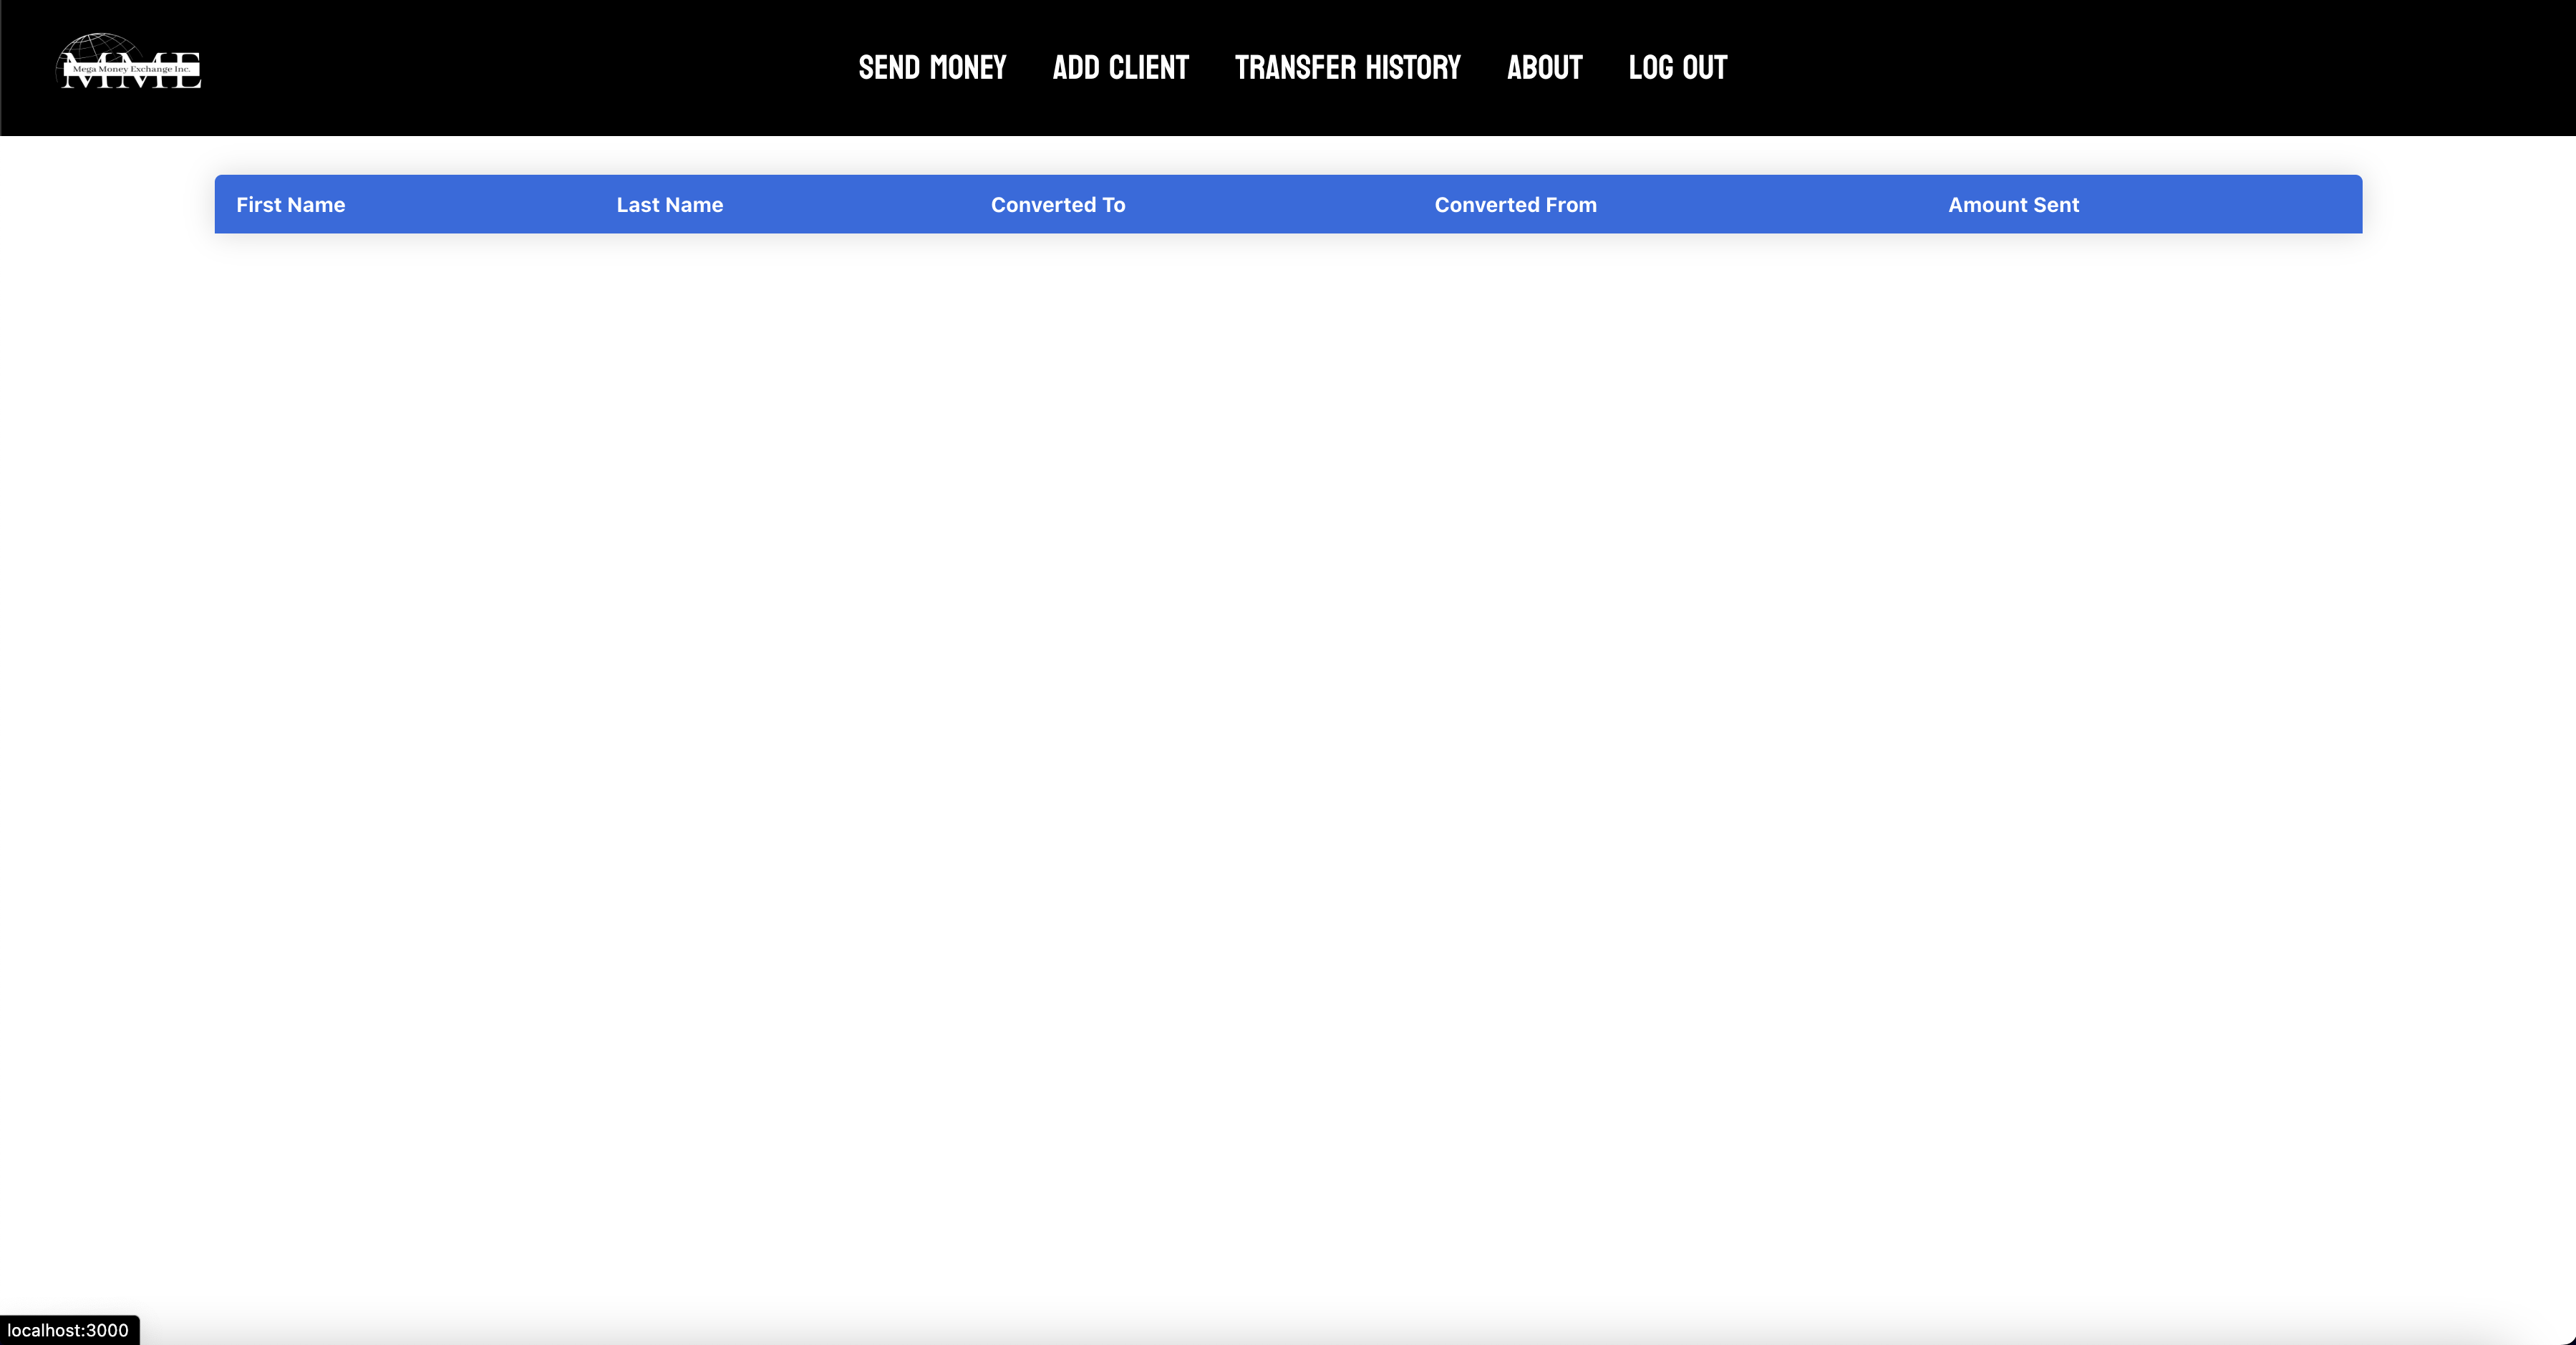 MME
Mega Money Exchange Inc.
SEND MONEY ADD CLIENT TRANSFER HISTORY ABOUT LOG OUT
First Name Last Name Converted To Converted From Amount Sent
localhost:3000